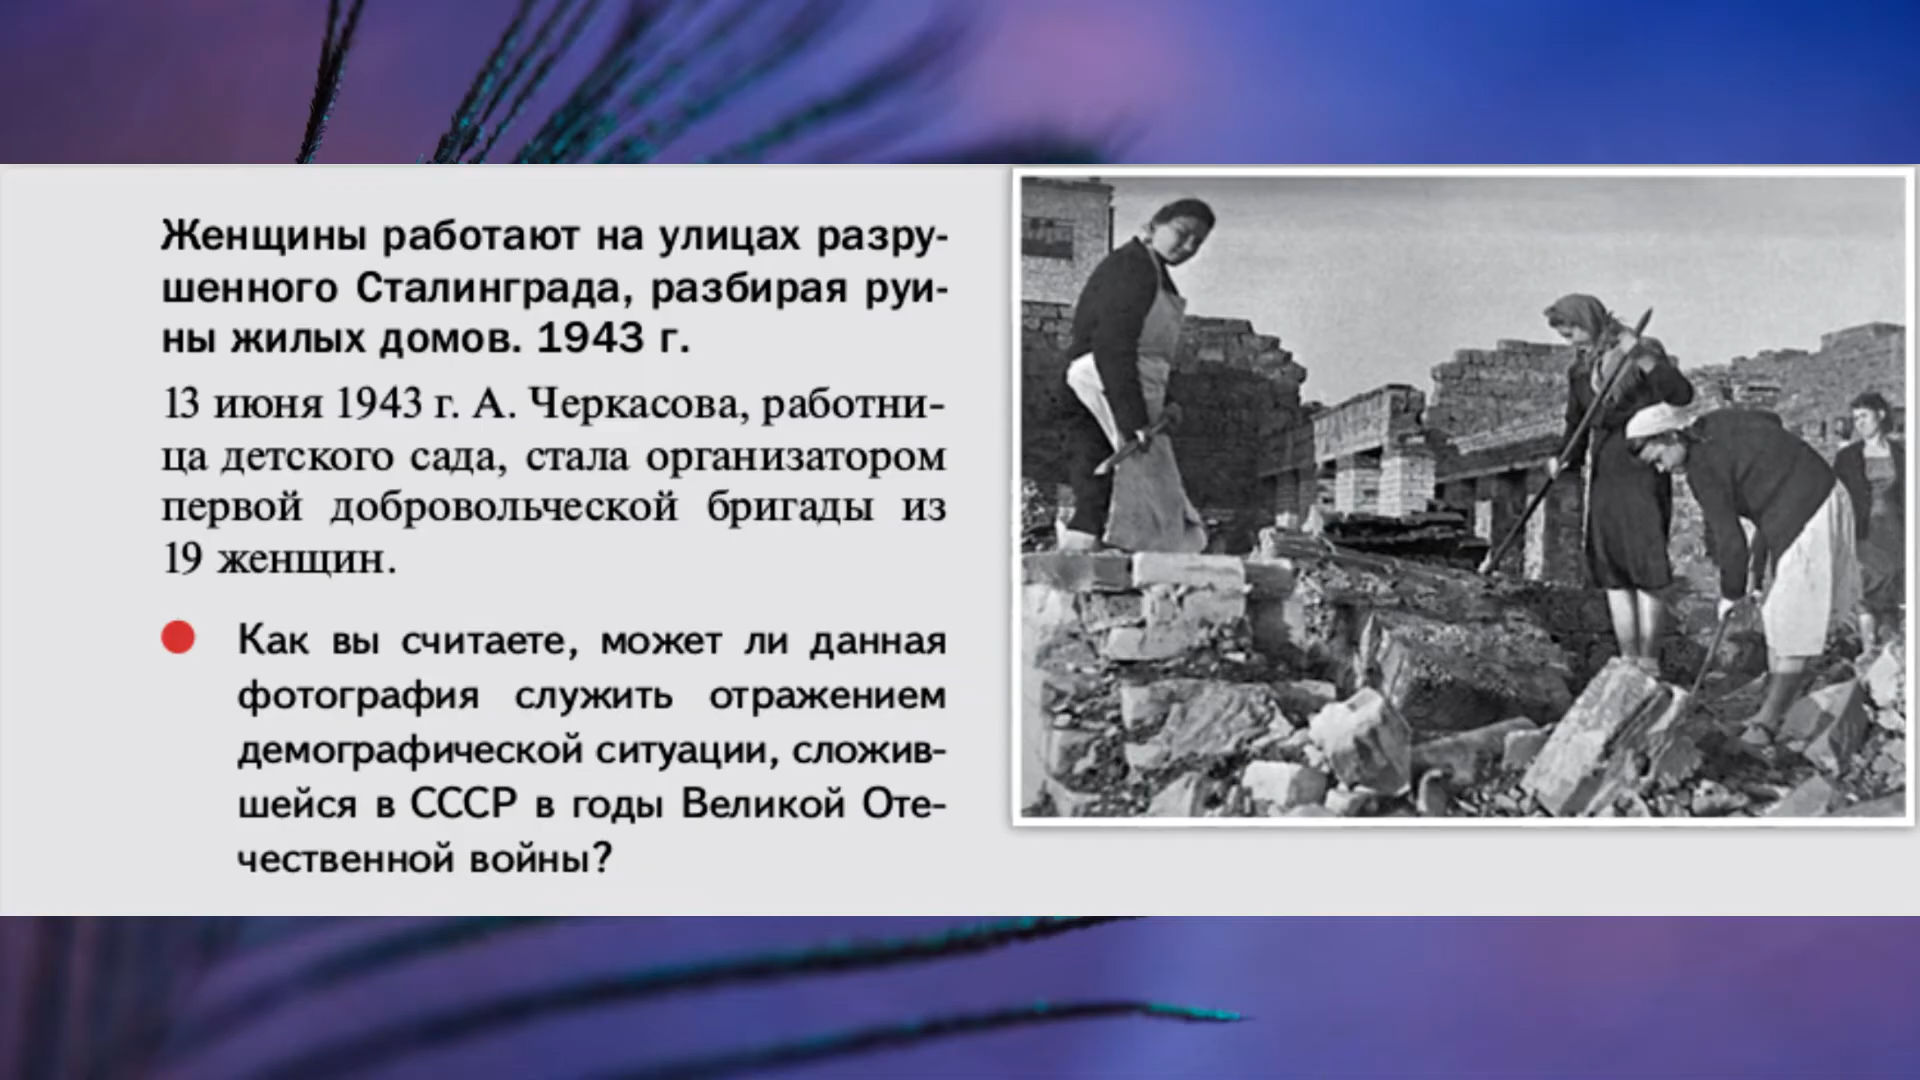 Женщины работают на улицах разру-
шенного Сталинграда, разбирая руи-
ны жилых домов. 1943 г.
13 июня 1943 г. А. Черкасова, работни-
ца детского сада, стала организатором
первой добровольческой бригады из
19 женщин.
Как вы считаете, может ли данная
фотография служить отражением
демографической ситуации, сложив-
шейся в СССР в годы Великой Оте-
чественной войны?